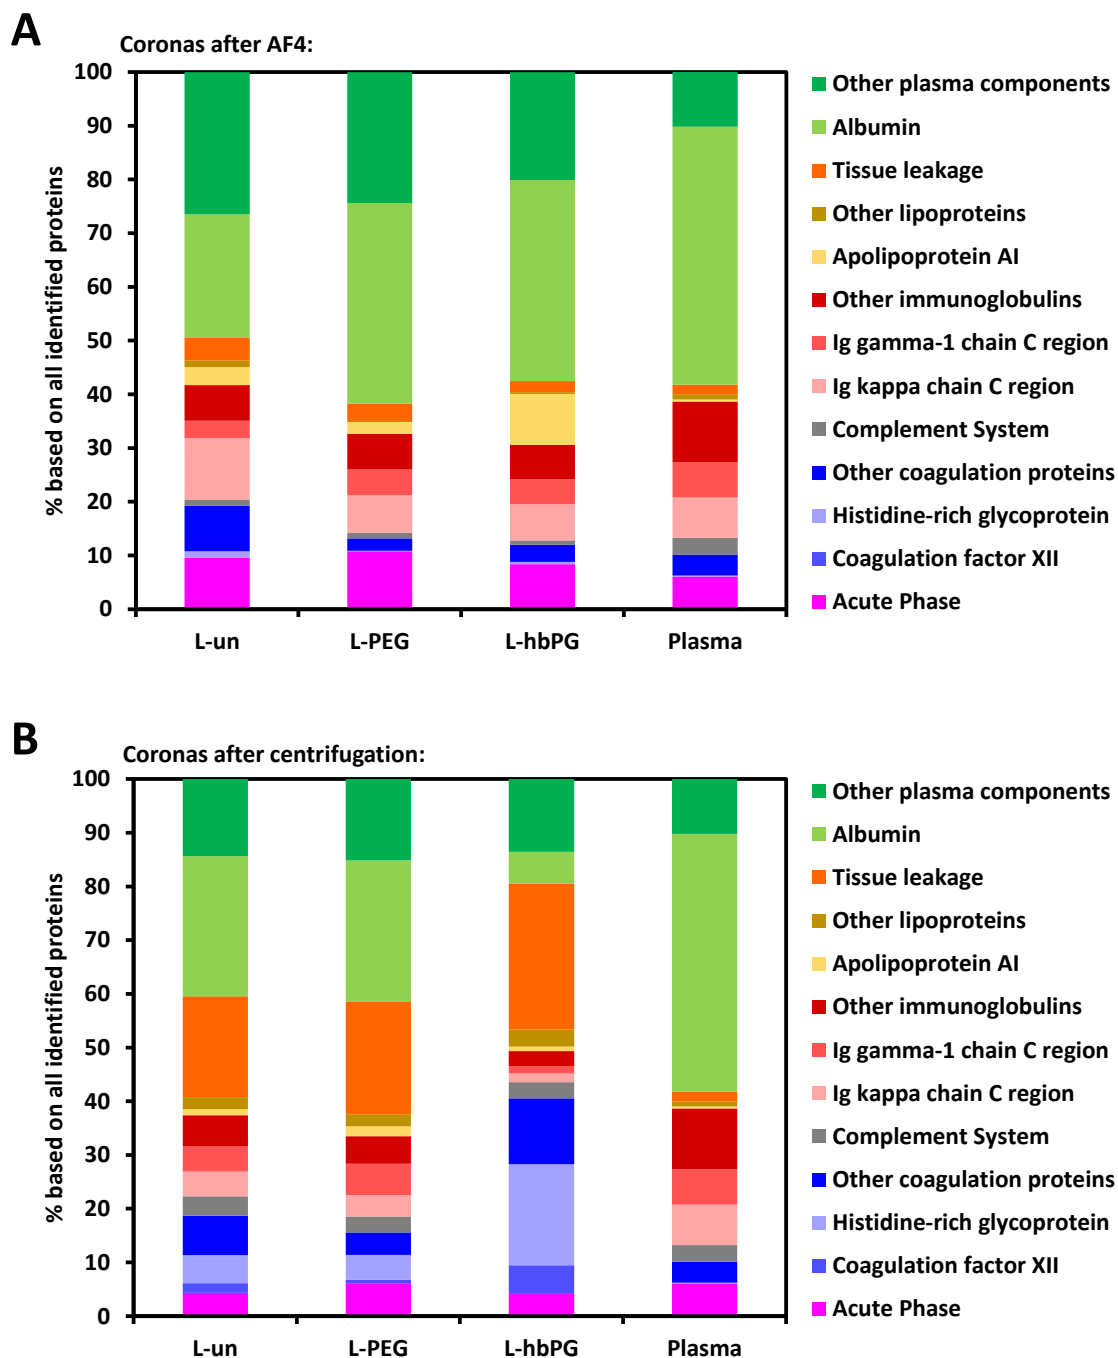 A
Coronas after AF4:
% based on all identified proteins
100
90
80
70
60
50
40
30
20
10
0
L-un
L-PEG
L-hbPG
Plasma
Other plasma components
Albumin
Tissue leakage
Other lipoproteins
Apolipoprotein AI
Other immunoglobulins
Ig gamma-1 chain C region
Ig kappa chain C region
Complement System
Other coagulation proteins
Histidine-rich glycoprotein
Coagulation factor XII
Acute Phase
B
Coronas after centrifugation:
% based on all identified proteins
100
90
80
70
60
50
40
30
20
10
0
L-un
L-PEG
L-hbPG
Plasma
Other plasma components
Albumin
Tissue leakage
Other lipoproteins
Apolipoprotein AI
Other immunoglobulins
Ig gamma-1 chain C region
Ig kappa chain C region
Complement System
Other coagulation proteins
Histidine-rich glycoprotein
Coagulation factor XII
Acute Phase